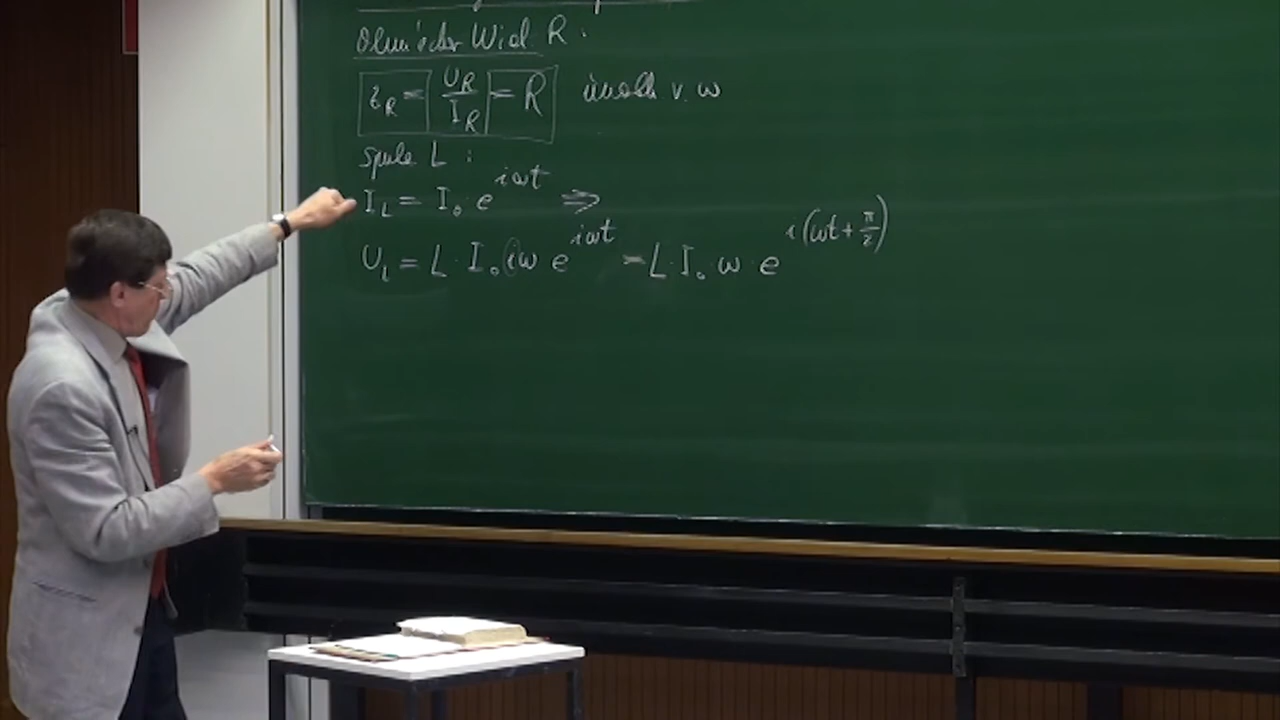 Ohm'scher Wid R :
Z_R = U_R / I_R = R unabh v. ω
Spule L :
I_L = I_0 e^{iωt} ⇒
U_L = L · I_0 iω e^{iωt} = L · I_0 ω · e^{i(ωt + π/2)}